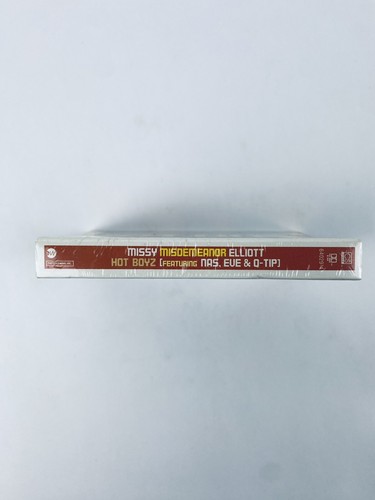 MISSY MISDEMEANOR ELLIOTT
HOT BOYZ [FEATURING NAS, EVE & Q-TIP]